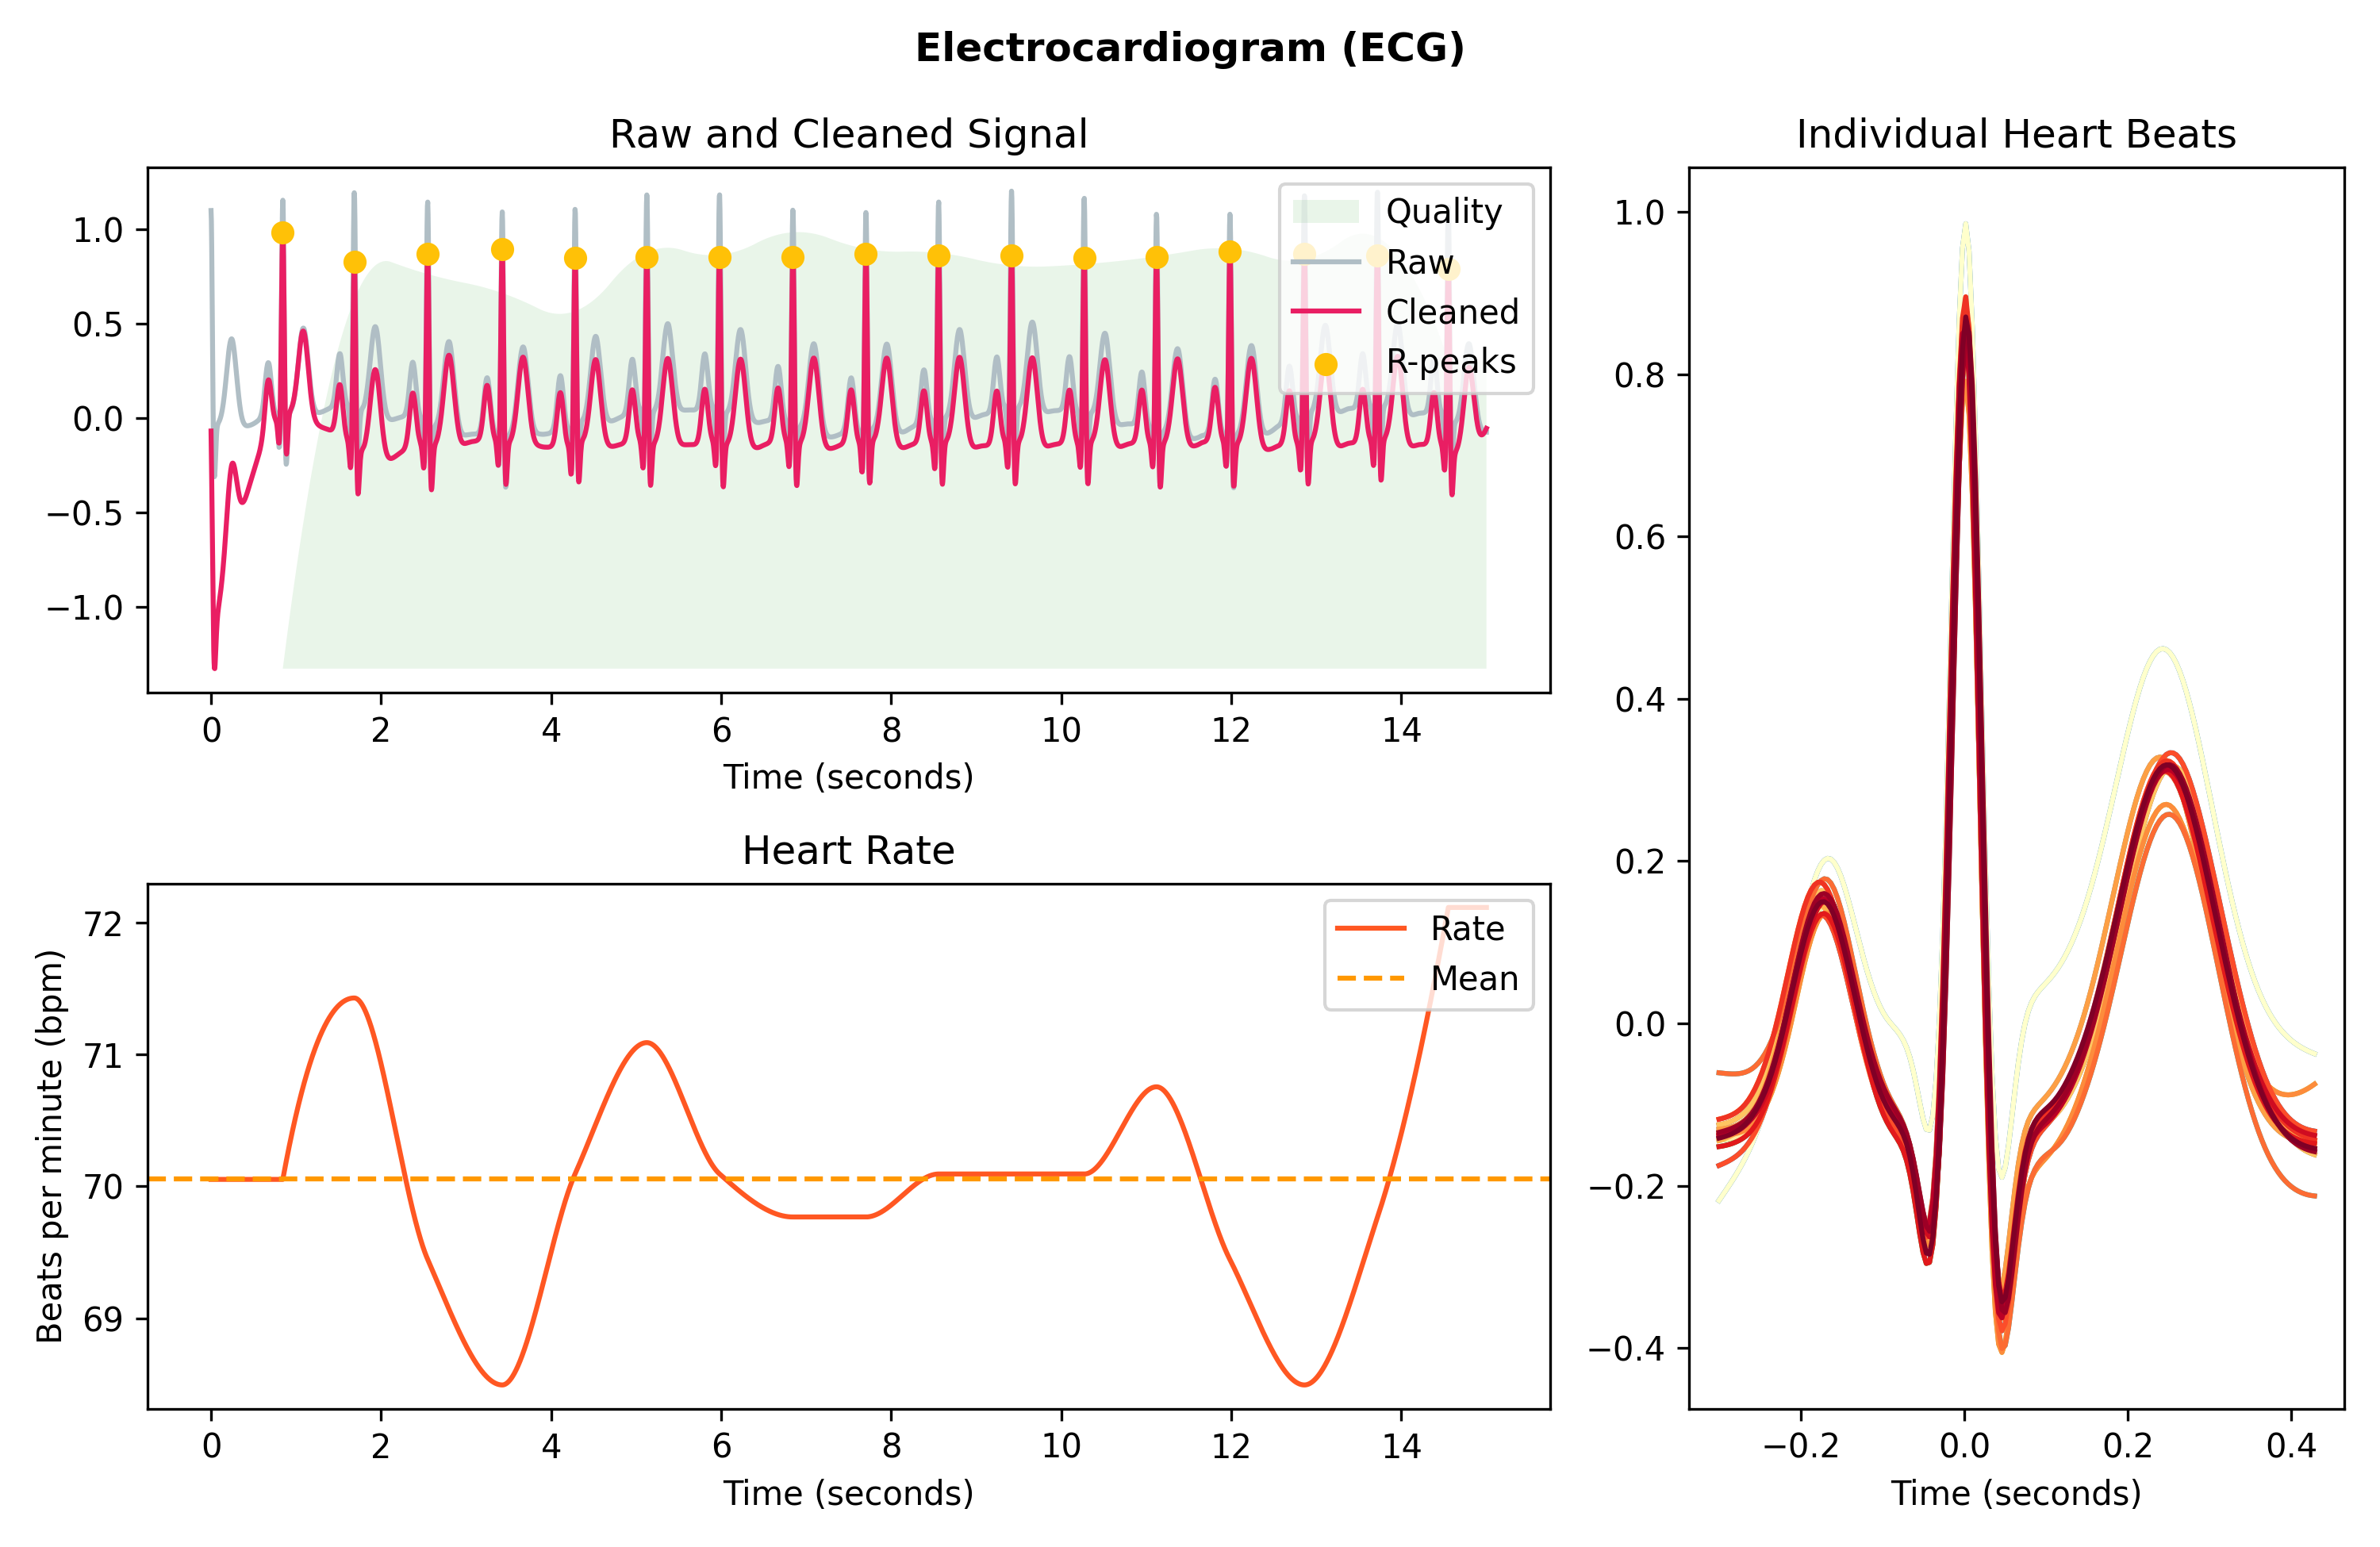 Electrocardiogram (ECG)
Raw and Cleaned Signal
1.0
0.5
0.0
−0.5
−1.0
Quality
Raw
Cleaned
R-peaks
0 2 4 6 8 10 12 14
Time (seconds)
Heart Rate
Beats per minute (bpm)
72
71
70
69
Rate
Mean
0 2 4 6 8 10 12 14
Time (seconds)
Individual Heart Beats
1.0
0.8
0.6
0.4
0.2
0.0
−0.2
−0.4
−0.2 0.0 0.2 0.4
Time (seconds)